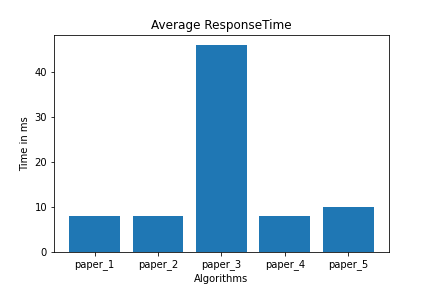 Average ResponseTime
Time in ms
40
30
20
10
0
paper_1 paper_2 paper_3 paper_4 paper_5
Algorithms